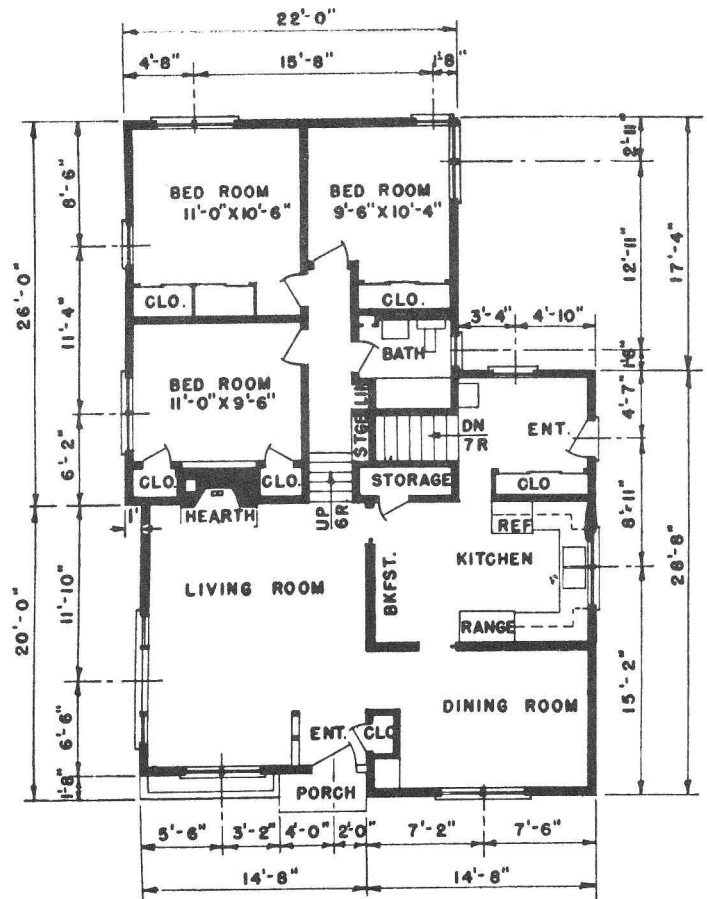 22'-0"
4'-8" 15'-8" 1'8"
BED ROOM
11'-0"X10'-6"
BED ROOM
9'-6"X10'-4"
CLO.
CLO.
BATH
BED ROOM
11'-0"X9'-6"
LIN
STGE
DN
7R
ENT.
CLO.
CLO.
STORAGE
CLO
HEARTH
UP
6R
REF
KITCHEN
BKFST.
LIVING ROOM
RANGE
DINING ROOM
ENT.
CLO
PORCH
26'-0"
20'-0"
8'-6"
11'-4"
6'-2"
1'
11'-10"
6'-6"
1'-8"
2'-11"
12'-11"
17'-4"
3'-4" 4'-10"
1'6"
4'-7"
8'-11"
28'-8"
15'-2"
5'-6" 3'-2" 4'-0" 2'-0" 7'-2" 7'-6"
14'-8" 14'-8"